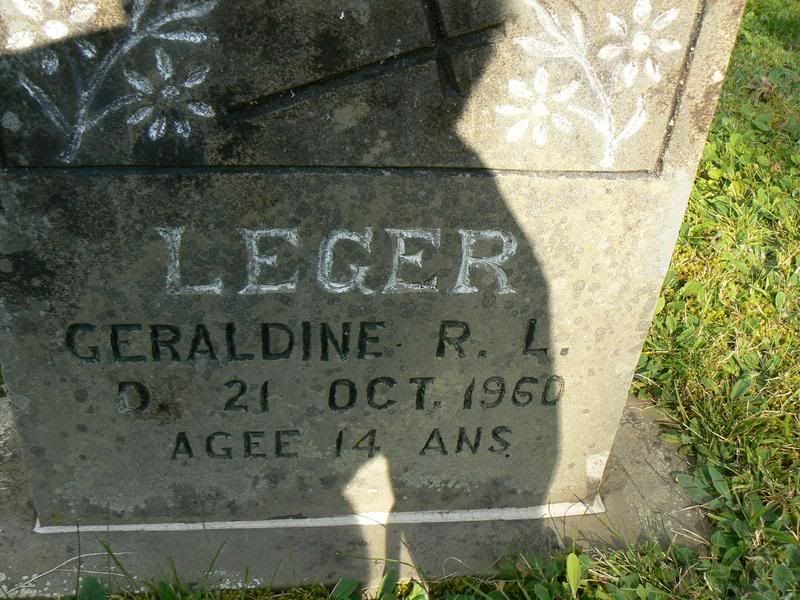 LEGER
GERALDINE R. L.
D. 21 OCT. 1960
AGEE 14 ANS